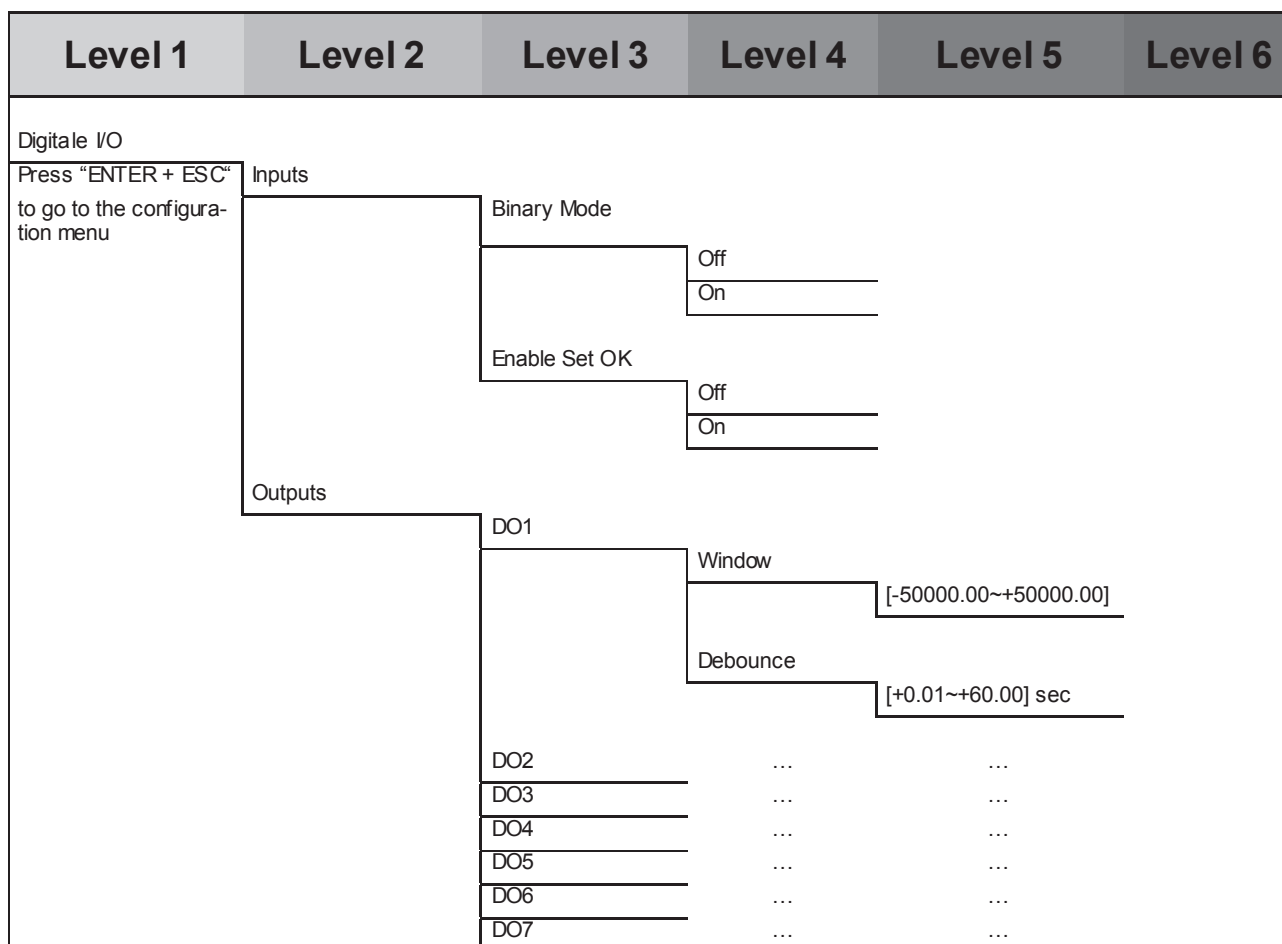 Level 1 Level 2 Level 3 Level 4 Level 5 Level 6
Digitale I/O
Press “ENTER + ESC“ Inputs
to go to the configura- Binary Mode
tion menu
Off
On
Enable Set OK
Off
On
Outputs
DO1
Window
[-50000.00~+50000.00]
Debounce
[+0.01~+60.00] sec
DO2 … …
DO3 … …
DO4 … …
DO5 … …
DO6 … …
DO7 … …